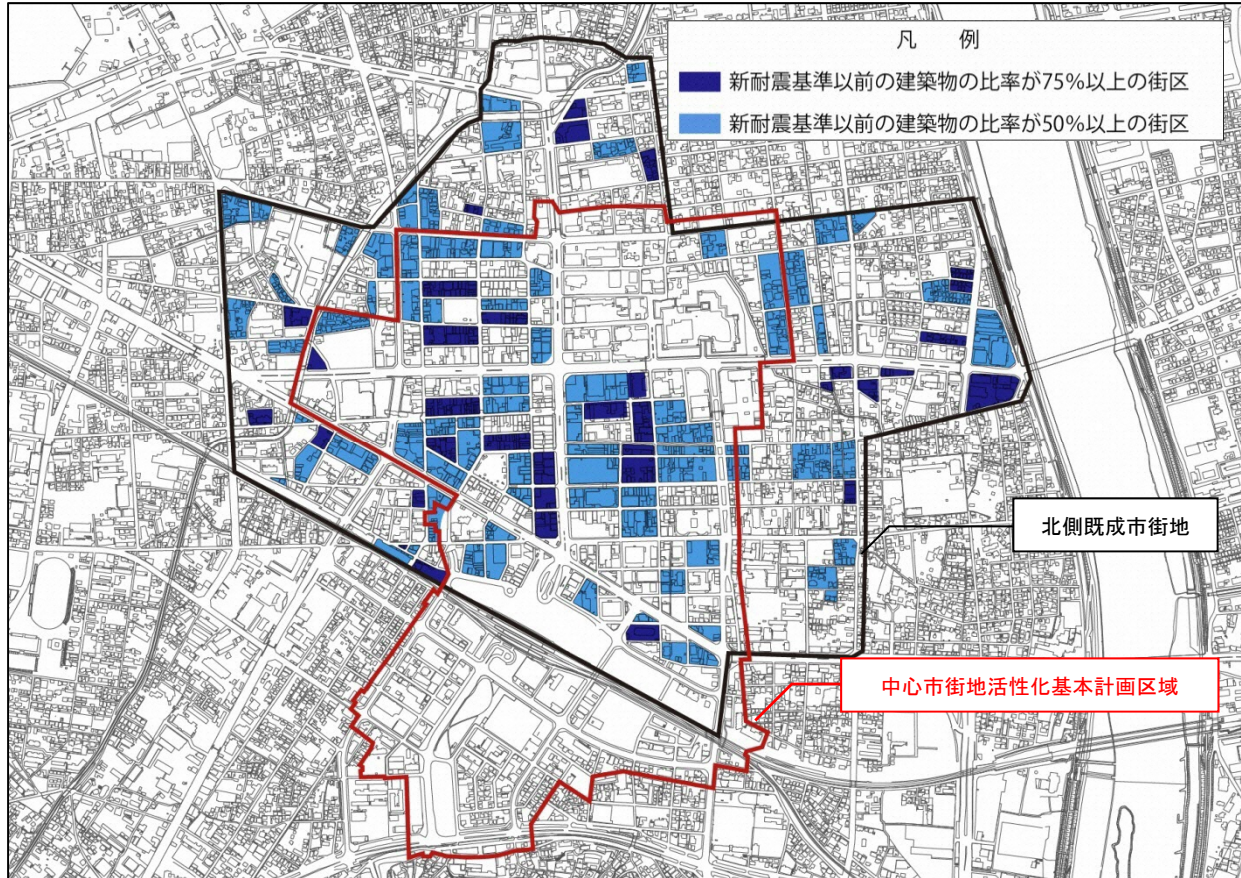 凡　例
新耐震基準以前の建築物の比率が75%以上の街区
新耐震基準以前の建築物の比率が50%以上の街区
北側既成市街地
中心市街地活性化基本計画区域